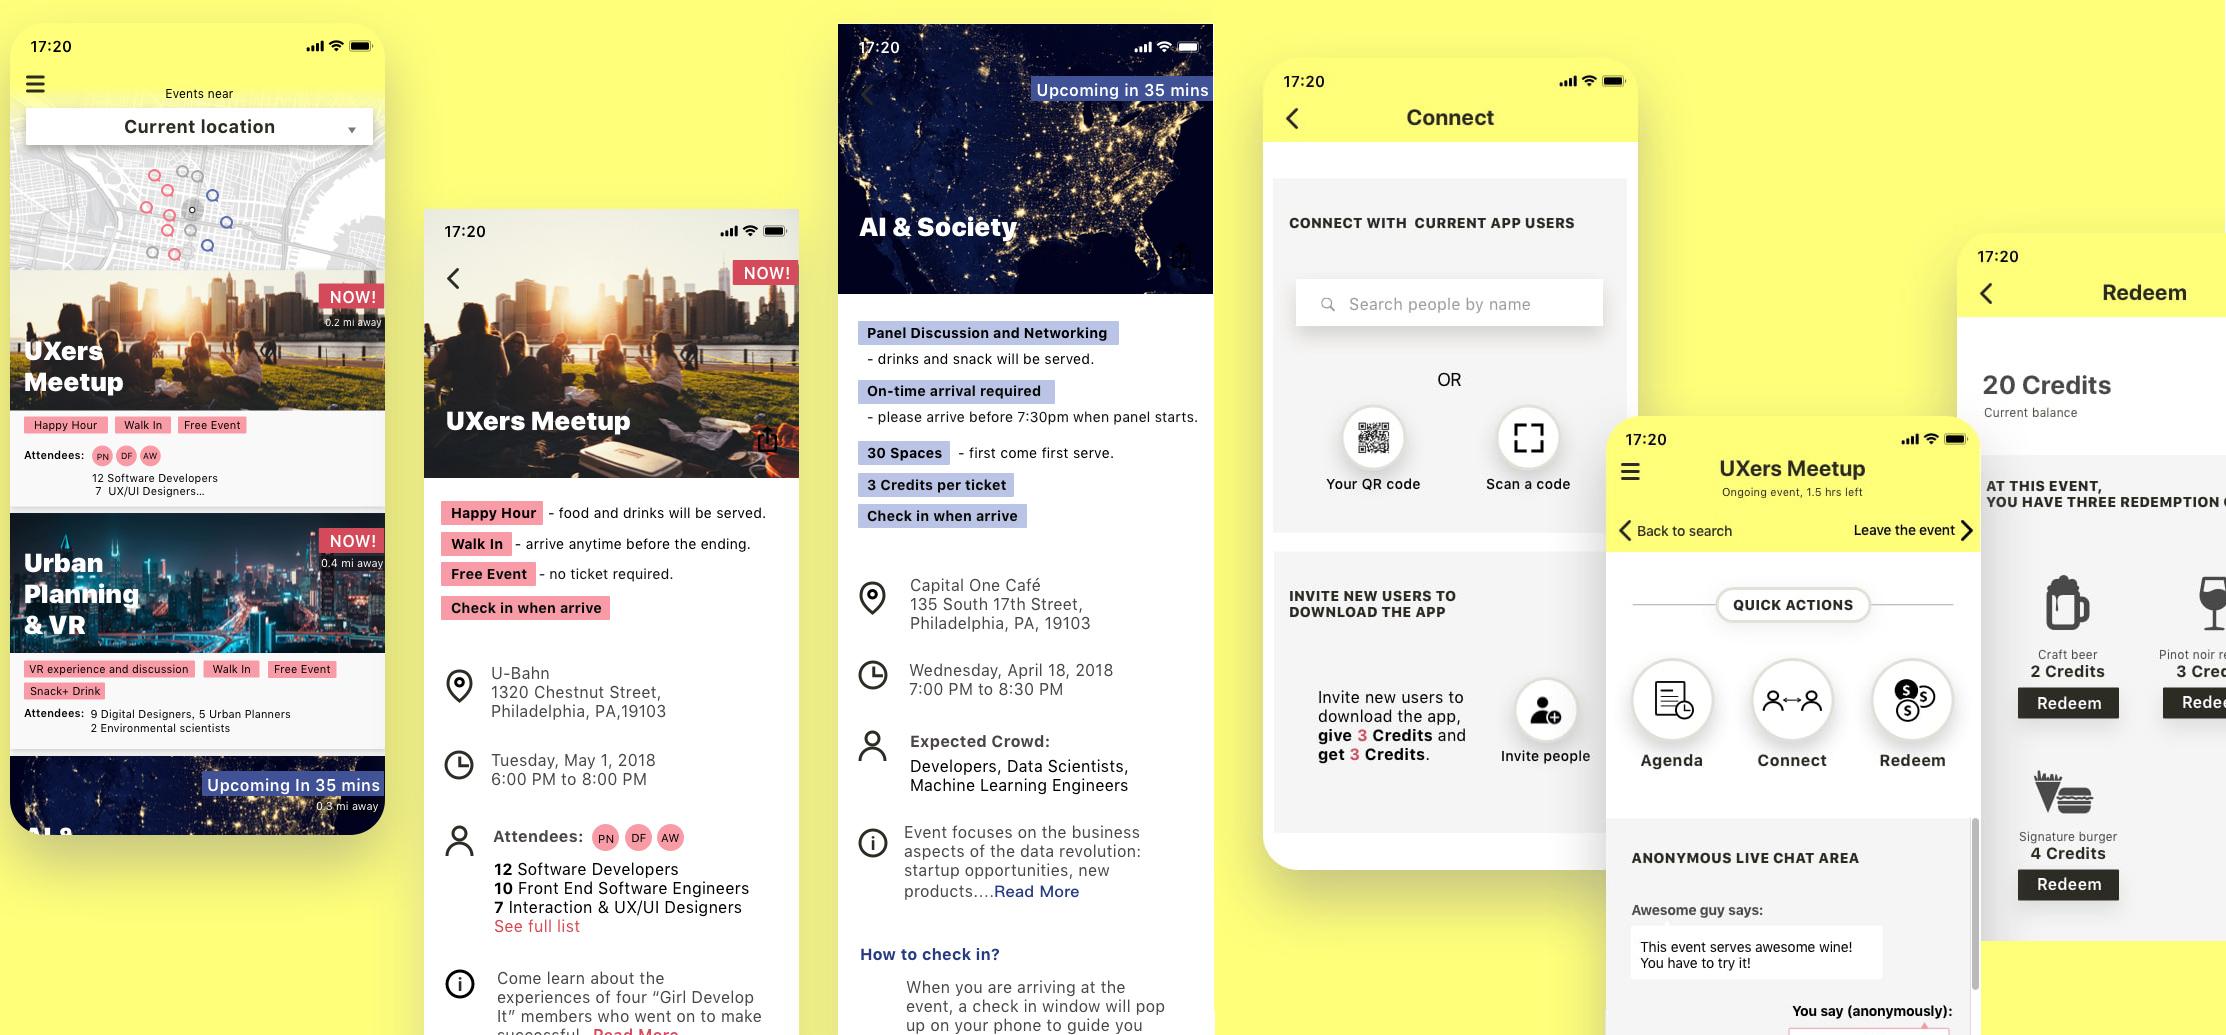 17:20
Events near
Current location
NOW!
0.2 mi away
UXers
Meetup
Happy Hour Walk In Free Event
Attendees: PN DF AW
12 Software Developers
7 UX/UI Designers...
NOW!
0.4 mi away
Urban
Planning
& VR
VR experience and discussion Walk In Free Event
Snack+ Drink
Attendees: 9 Digital Designers, 5 Urban Planners
2 Environmental scientists
Upcoming In 35 mins
0.3 mi away
AI &
17:20
NOW!
UXers Meetup
Happy Hour - food and drinks will be served.
Walk In - arrive anytime before the ending.
Free Event - no ticket required.
Check in when arrive
U-Bahn
1320 Chestnut Street,
Philadelphia, PA,19103
Tuesday, May 1, 2018
6:00 PM to 8:00 PM
Attendees: PN DF AW
12 Software Developers
10 Front End Software Engineers
7 Interaction & UX/UI Designers
See full list
Come learn about the
experiences of four “Girl Develop
It” members who went on to make
successful...Read More
17:20
Upcoming in 35 mins
AI & Society
Panel Discussion and Networking
- drinks and snack will be served.
On-time arrival required
- please arrive before 7:30pm when panel starts.
30 Spaces - first come first serve.
3 Credits per ticket
Check in when arrive
Capital One Café
135 South 17th Street,
Philadelphia, PA, 19103
Wednesday, April 18, 2018
7:00 PM to 8:30 PM
Expected Crowd:
Developers, Data Scientists,
Machine Learning Engineers
Event focuses on the business
aspects of the data revolution:
startup opportunities, new
products....Read More
How to check in?
When you are arriving at the
event, a check in window will pop
up on your phone to guide you
17:20
Connect
CONNECT WITH CURRENT APP USERS
Search people by name
OR
Your QR code Scan a code
INVITE NEW USERS TO
DOWNLOAD THE APP
Invite new users to
download the app,
give 3 Credits and
get 3 Credits.
Invite people
17:20
UXers Meetup
Ongoing event, 1.5 hrs left
Back to search Leave the event
QUICK ACTIONS
Agenda Connect Redeem
ANONYMOUS LIVE CHAT AREA
Awesome guy says:
This event serves awesome wine!
You have to try it!
You say (anonymously):
17:20
Redeem
20 Credits
Current balance
AT THIS EVENT,
YOU HAVE THREE REDEMPTION
Craft beer
2 Credits
Redeem
Pinot noir
3 Cred
Redee
Signature burger
4 Credits
Redeem